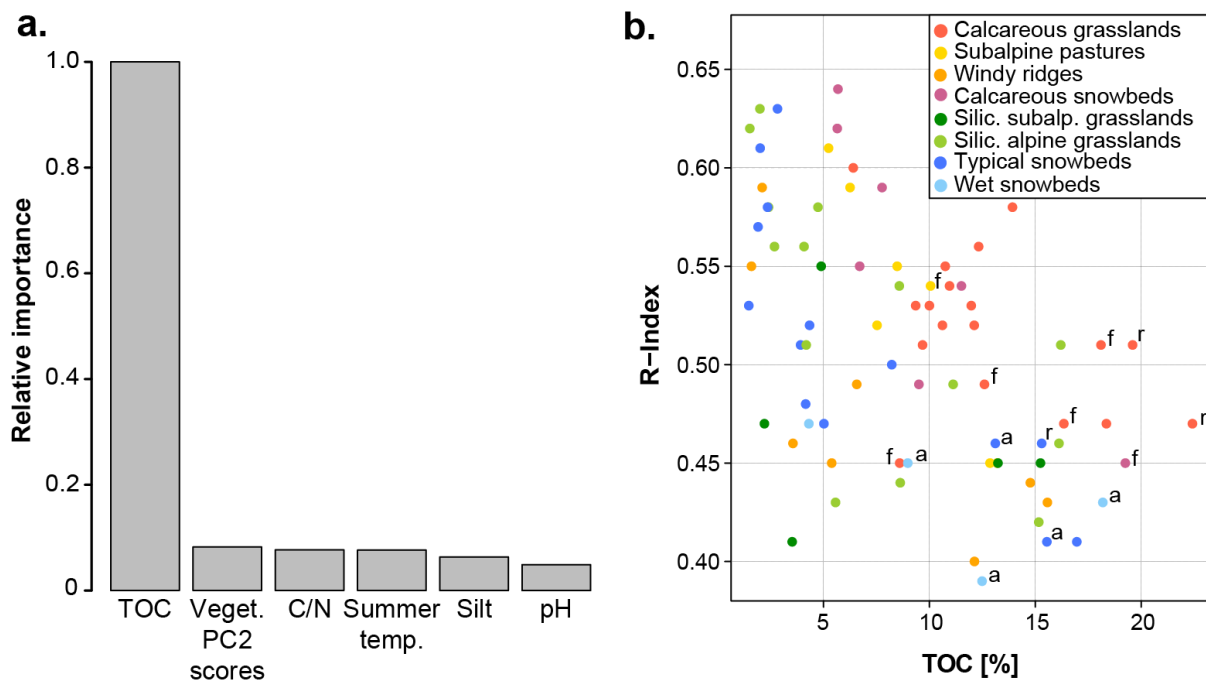 a.
Relative importance
1.0
0.8
0.6
0.4
0.2
0
TOC
Veget.
PC2
scores
C/N
Summer
temp.
Silt
pH
b.
R−Index
0.65
0.60
0.55
0.50
0.45
0.40
Calcareous grasslands
Subalpine pastures
Windy ridges
Calcareous snowbeds
Silic. subalp. grasslands
Silic. alpine grasslands
Typical snowbeds
Wet snowbeds
f
f
r
f
f
r
a
r
f
a
f
a
a
a
5
10
15
20
TOC [%]